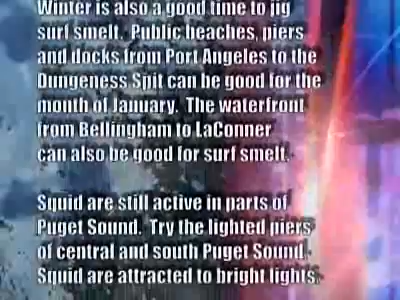 Winter is also a good time to jig
surf smelt. Public beaches, piers
and docks from Port Angeles to the
Dungeness Spit can be good for the
month of January. The waterfront
from Bellingham to LaConner
can also be good for surf smelt.
Squid are still active in parts of
Puget Sound. Try the lighted piers
of central and south Puget Sound.
Squid are attracted to bright lights.